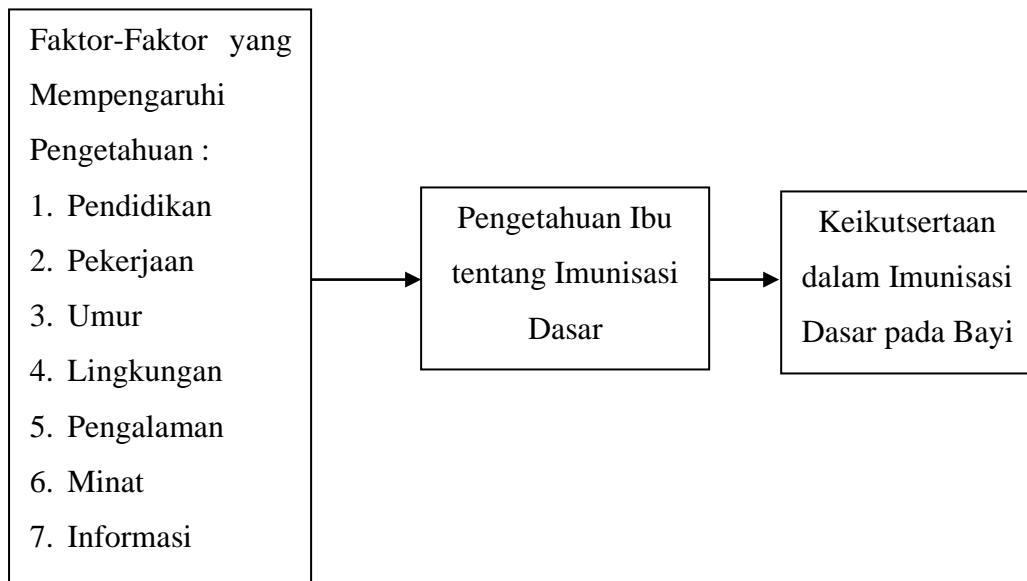 Faktor-Faktor yang
Mempengaruhi
Pengetahuan :
1. Pendidikan
2. Pekerjaan
3. Umur
4. Lingkungan
5. Pengalaman
6. Minat
7. Informasi
Pengetahuan Ibu
tentang Imunisasi
Dasar
Keikutsertaan
dalam Imunisasi
Dasar pada Bayi